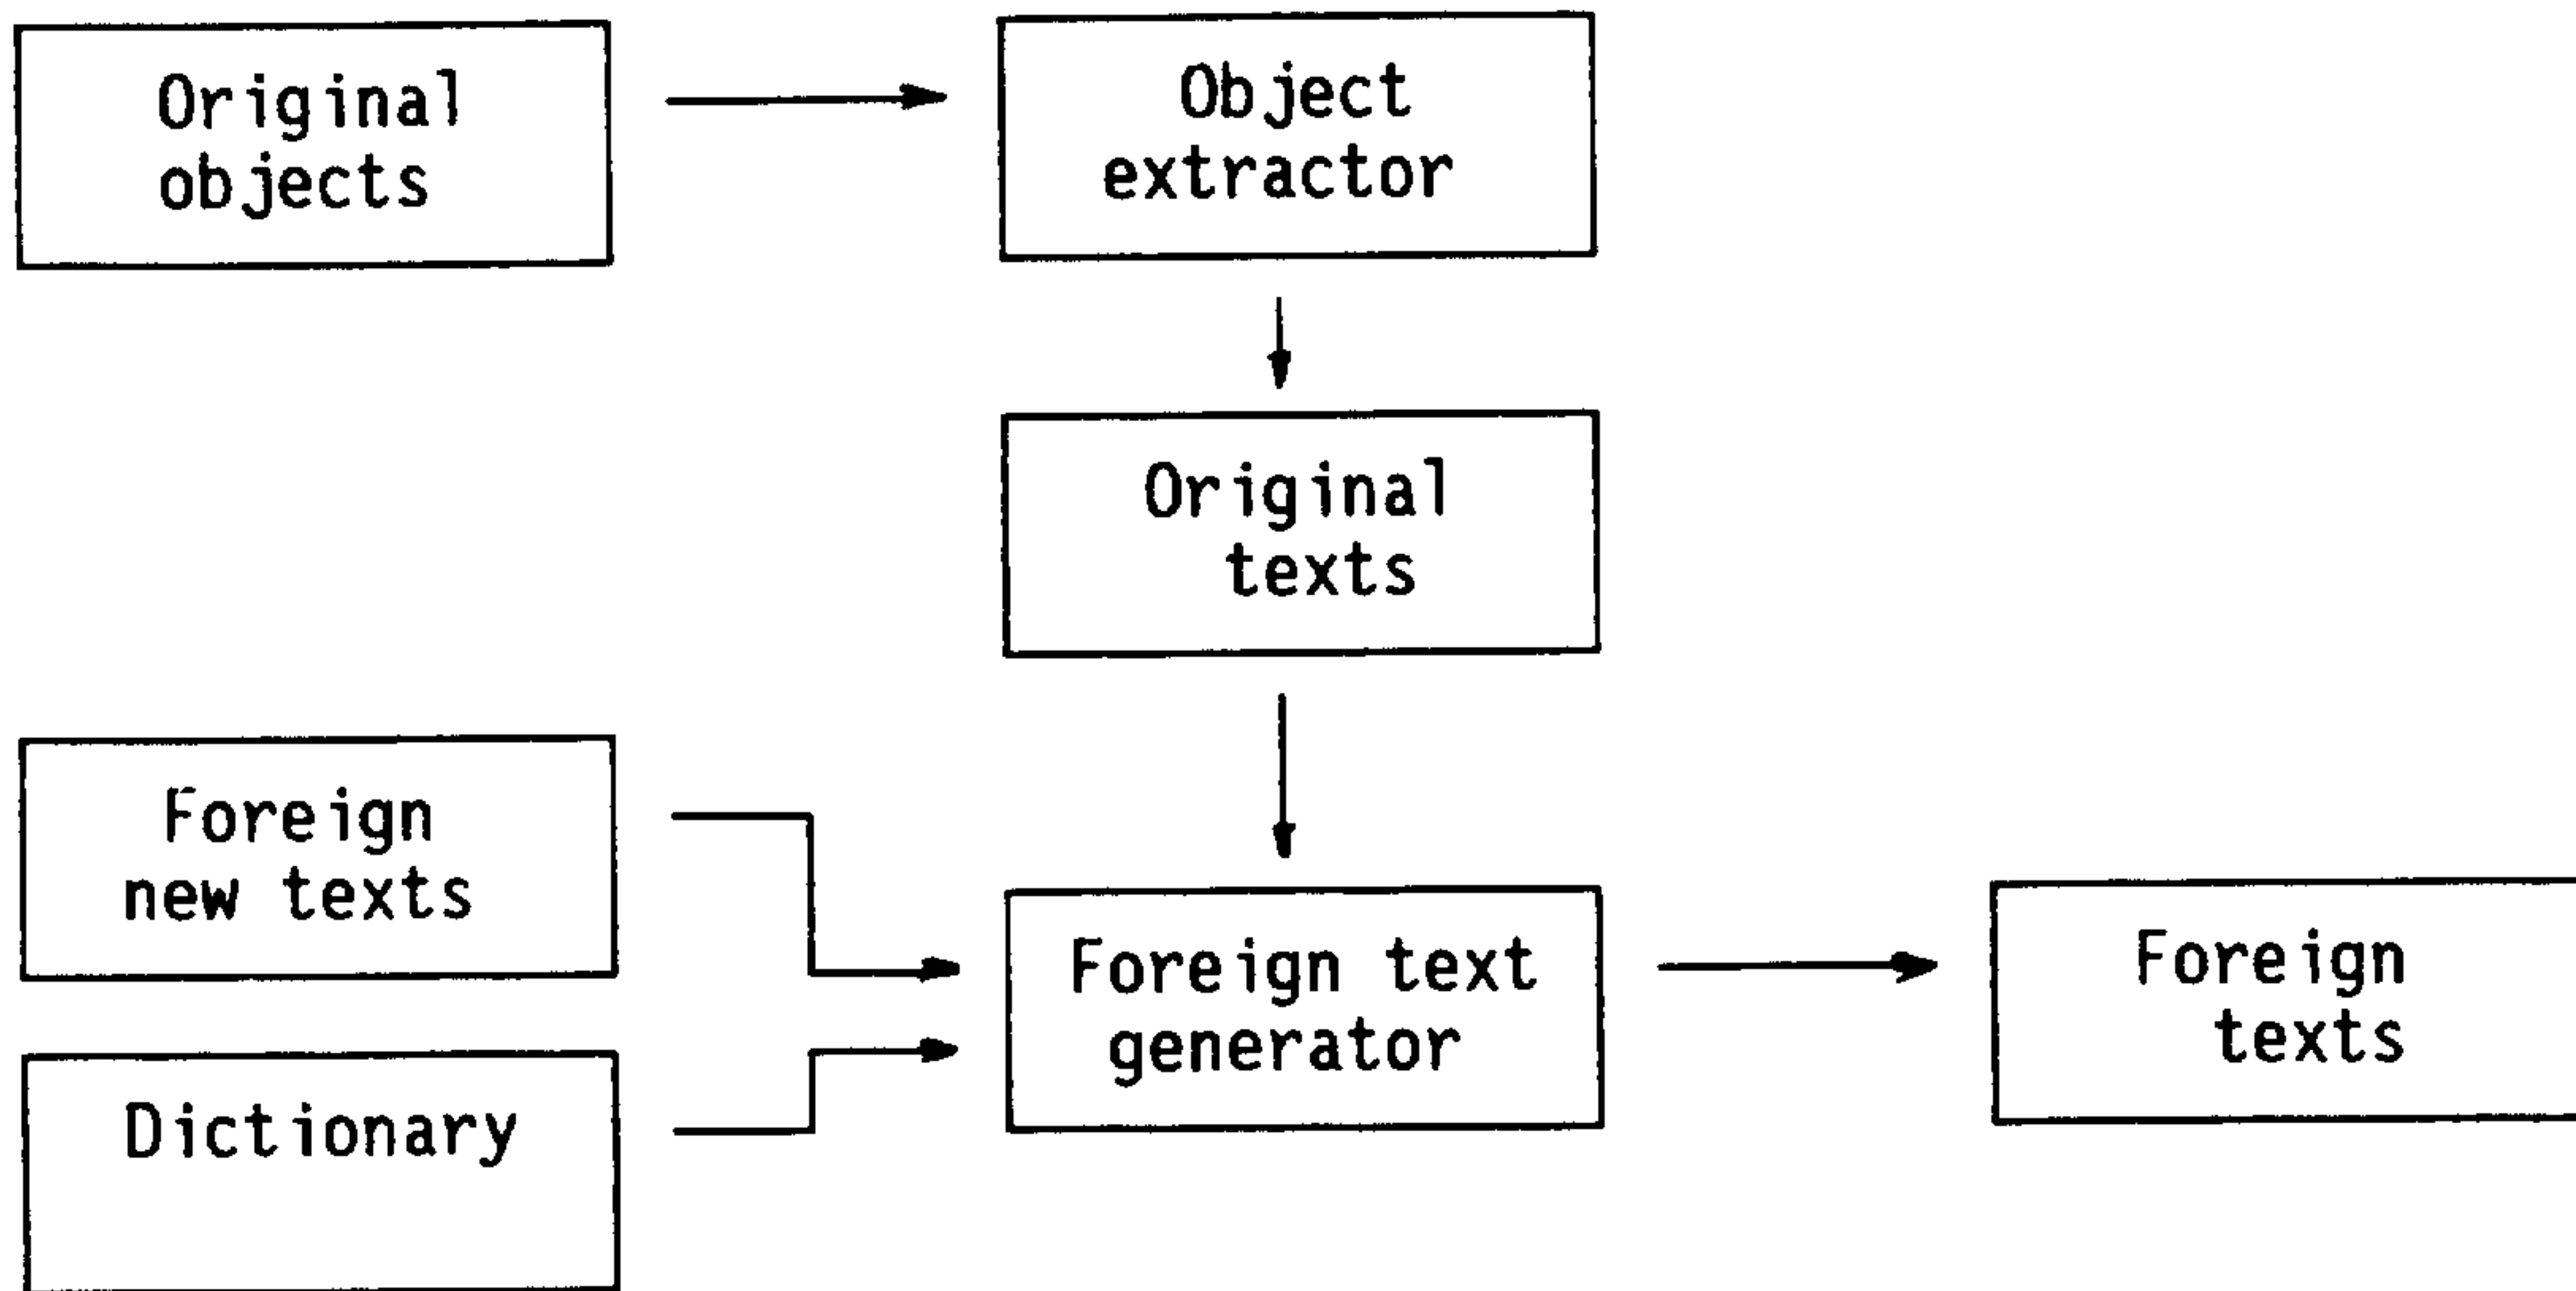 Original
objects
Object
extractor
Original
texts
Foreign
new texts
Foreign text
generator
Foreign
texts
Dictionary